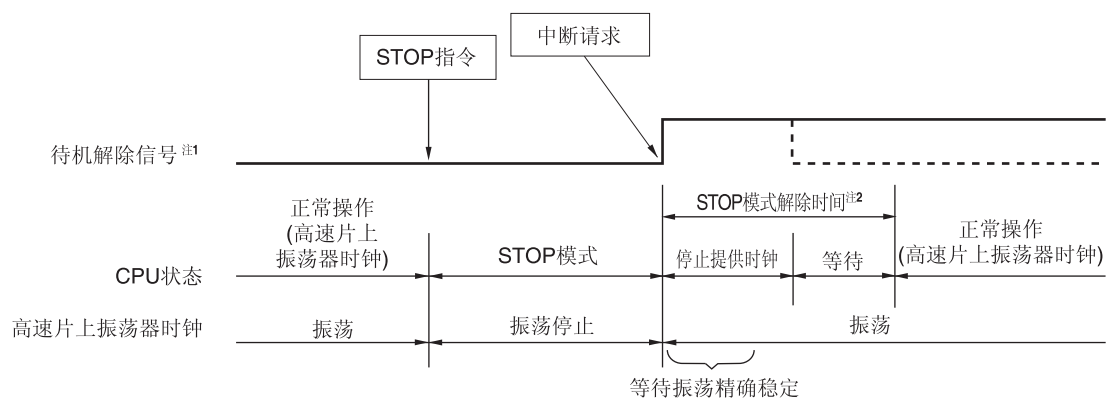 中断请求
STOP指令
待机解除信号 注1
STOP模式解除时间注2
正常操作
(高速片上
振荡器时钟)
正常操作
(高速片上振荡器时钟)
CPU状态
STOP模式
停止提供时钟
等待
高速片上振荡器时钟
振荡
振荡停止
振荡
等待振荡精确稳定